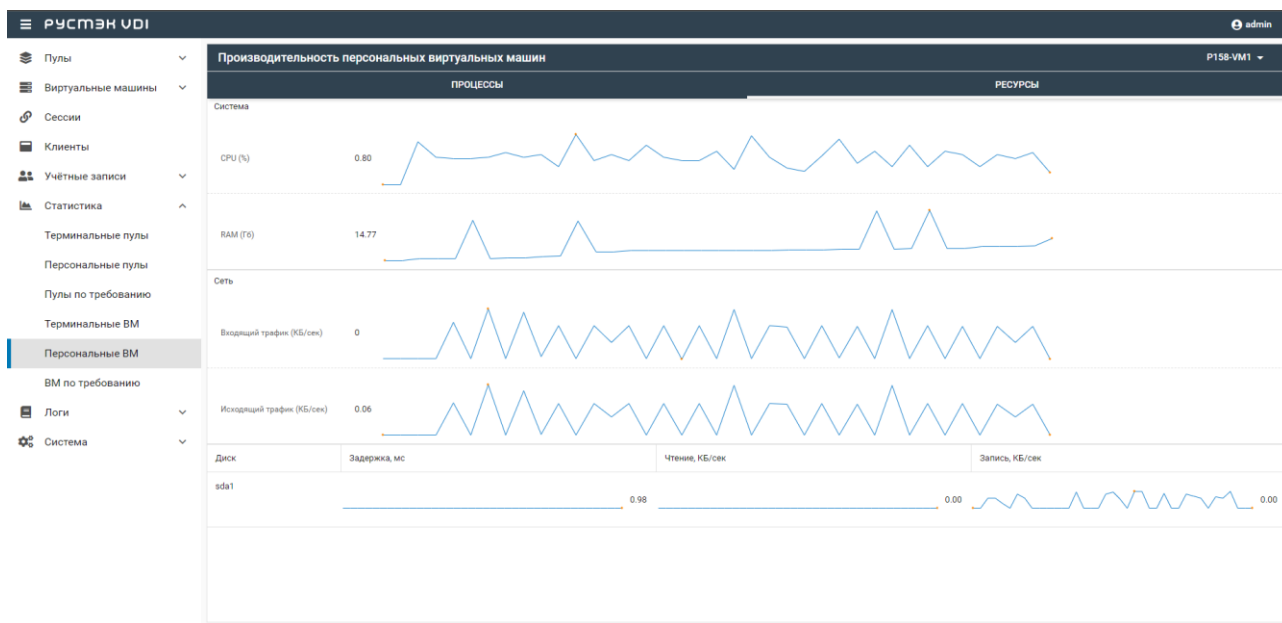 РУСТЭК VDI
admin
Пулы
Виртуальные машины
Сессии
Клиенты
Учётные записи
Статистика
Терминальные пулы
Персональные пулы
Пулы по требованию
Терминальные ВМ
Персональные ВМ
ВМ по требованию
Логи
Система
Производительность персональных виртуальных машин P158-VM1
ПРОЦЕССЫ РЕСУРСЫ
Система
CPU (%) 0.80
RAM (Гб) 14.77
Сеть
Входящий трафик (КБ/сек) 0
Исходящий трафик (КБ/сек) 0.06
Диск Задержка, мс Чтение, КБ/сек Запись, КБ/сек
sda1 0.98 0.00 0.00